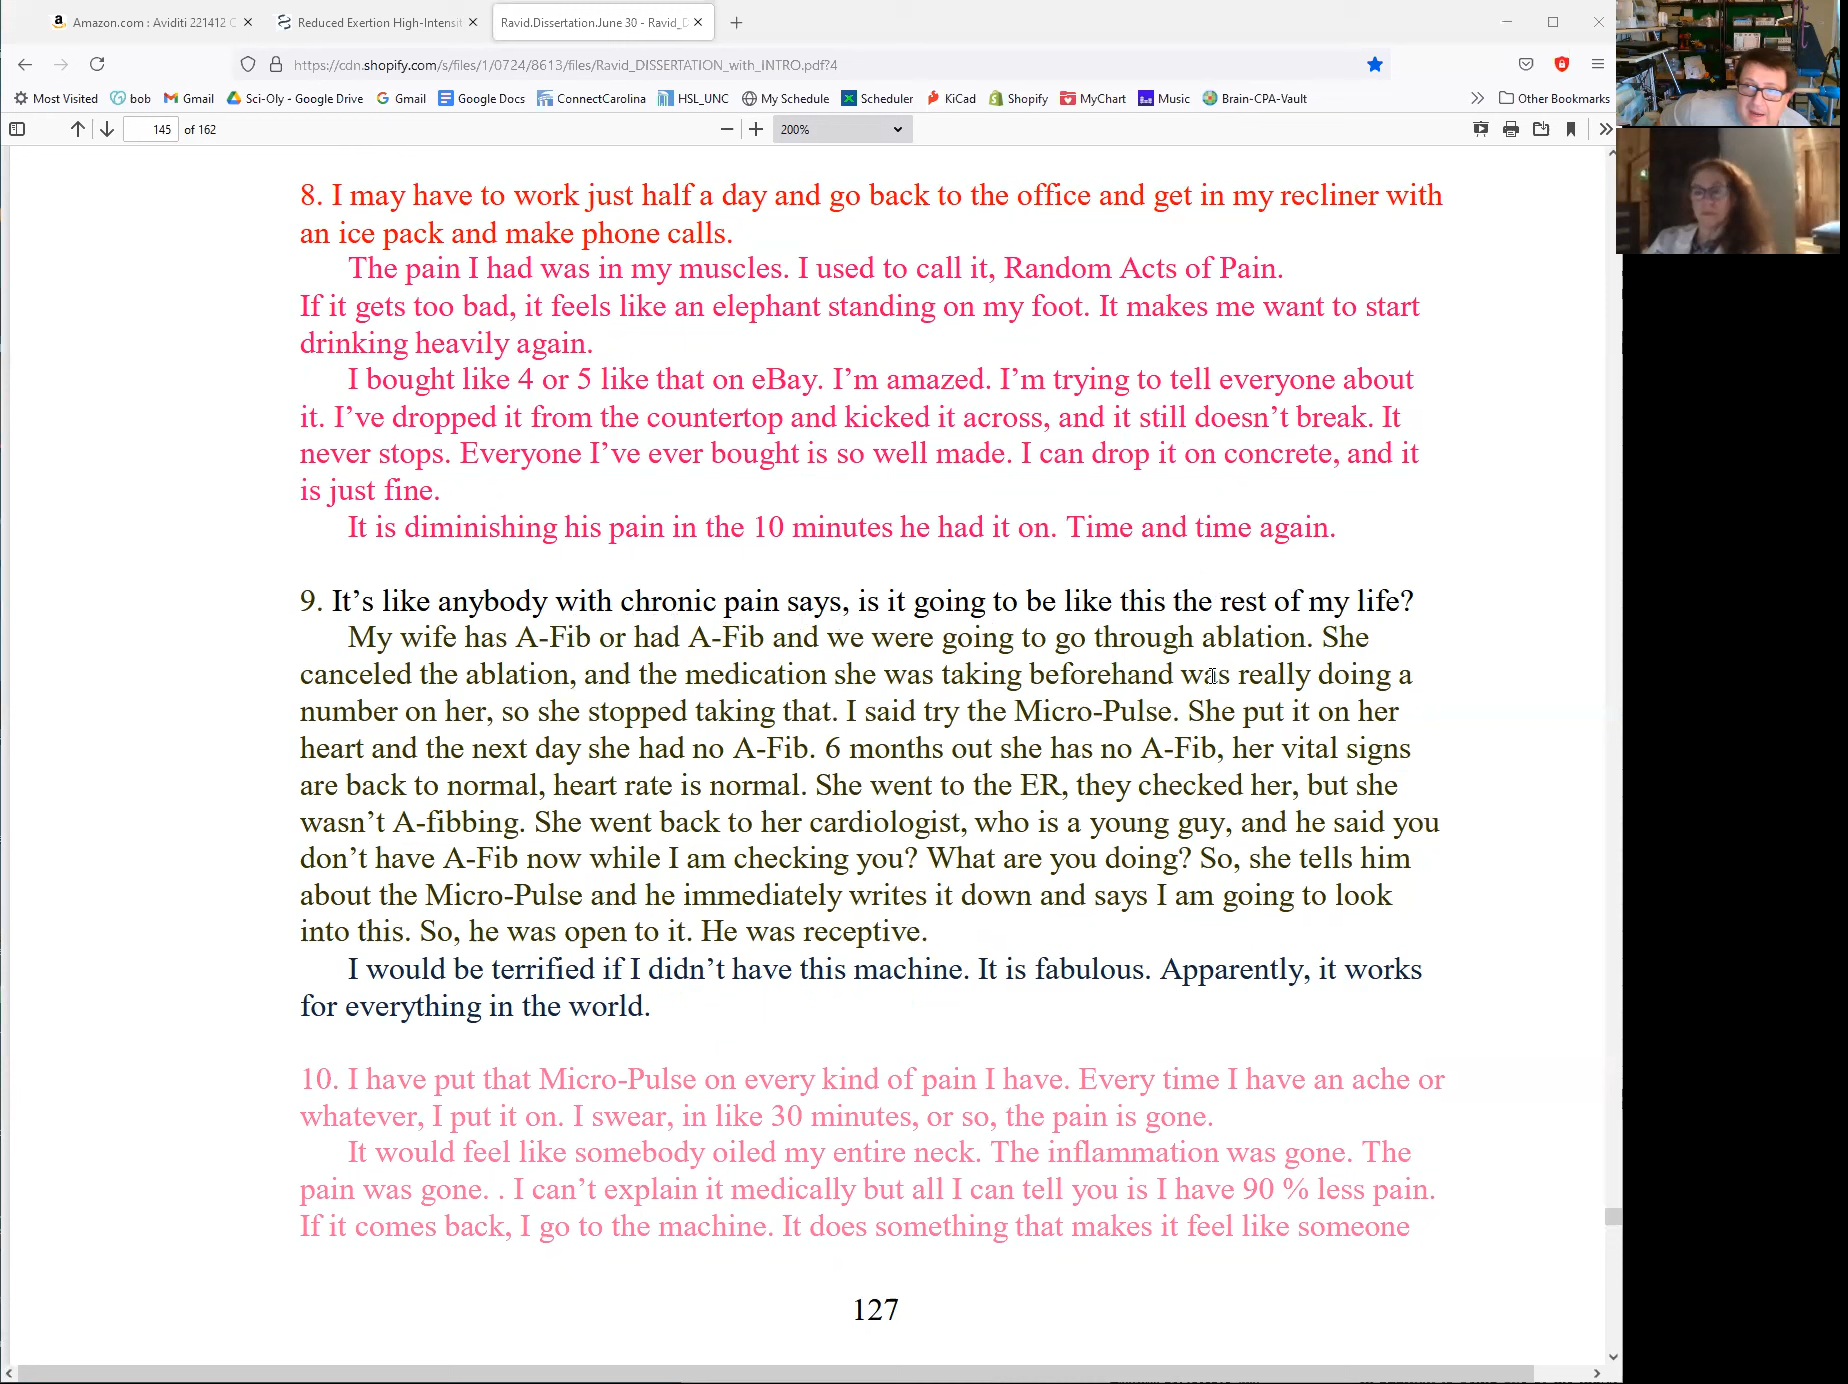 Amazon.com : Aviditi 221412 C
Reduced Exertion High-Intensit
Ravid.Dissertation.June 30 - Ravid_D
https://cdn.shopify.com/s/files/1/0724/8613/files/Ravid_DISSERTATION_with_INTRO.pdf?4
Most Visited bob Gmail Sci-Oly - Google Drive Gmail Google Docs ConnectCarolina HSL_UNC My Schedule Scheduler KiCad Shopify MyChart Music Brain-CPA-Vault Other Bookmarks
145 of 162 200%
8. I may have to work just half a day and go back to the office and get in my recliner with
an ice pack and make phone calls.
The pain I had was in my muscles. I used to call it, Random Acts of Pain.
If it gets too bad, it feels like an elephant standing on my foot. It makes me want to start
drinking heavily again.
I bought like 4 or 5 like that on eBay. I’m amazed. I’m trying to tell everyone about
it. I’ve dropped it from the countertop and kicked it across, and it still doesn’t break. It
never stops. Everyone I’ve ever bought is so well made. I can drop it on concrete, and it
is just fine.
It is diminishing his pain in the 10 minutes he had it on. Time and time again.
9. It’s like anybody with chronic pain says, is it going to be like this the rest of my life?
My wife has A-Fib or had A-Fib and we were going to go through ablation. She
canceled the ablation, and the medication she was taking beforehand was really doing a
number on her, so she stopped taking that. I said try the Micro-Pulse. She put it on her
heart and the next day she had no A-Fib. 6 months out she has no A-Fib, her vital signs
are back to normal, heart rate is normal. She went to the ER, they checked her, but she
wasn’t A-fibbing. She went back to her cardiologist, who is a young guy, and he said you
don’t have A-Fib now while I am checking you? What are you doing? So, she tells him
about the Micro-Pulse and he immediately writes it down and says I am going to look
into this. So, he was open to it. He was receptive.
I would be terrified if I didn’t have this machine. It is fabulous. Apparently, it works
for everything in the world.
10. I have put that Micro-Pulse on every kind of pain I have. Every time I have an ache or
whatever, I put it on. I swear, in like 30 minutes, or so, the pain is gone.
It would feel like somebody oiled my entire neck. The inflammation was gone. The
pain was gone. . I can’t explain it medically but all I can tell you is I have 90 % less pain.
If it comes back, I go to the machine. It does something that makes it feel like someone
127